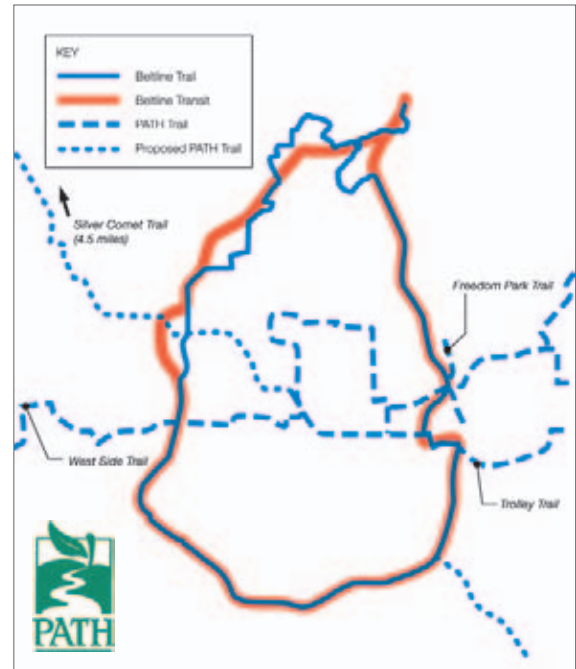 KEY
Beltline Trail
Beltline Transit
PATH Trail
Proposed PATH Trail
Silver Comet Trail
(4.5 miles)
Freedom Park Trail
West Side Trail
Trolley Trail
PATH